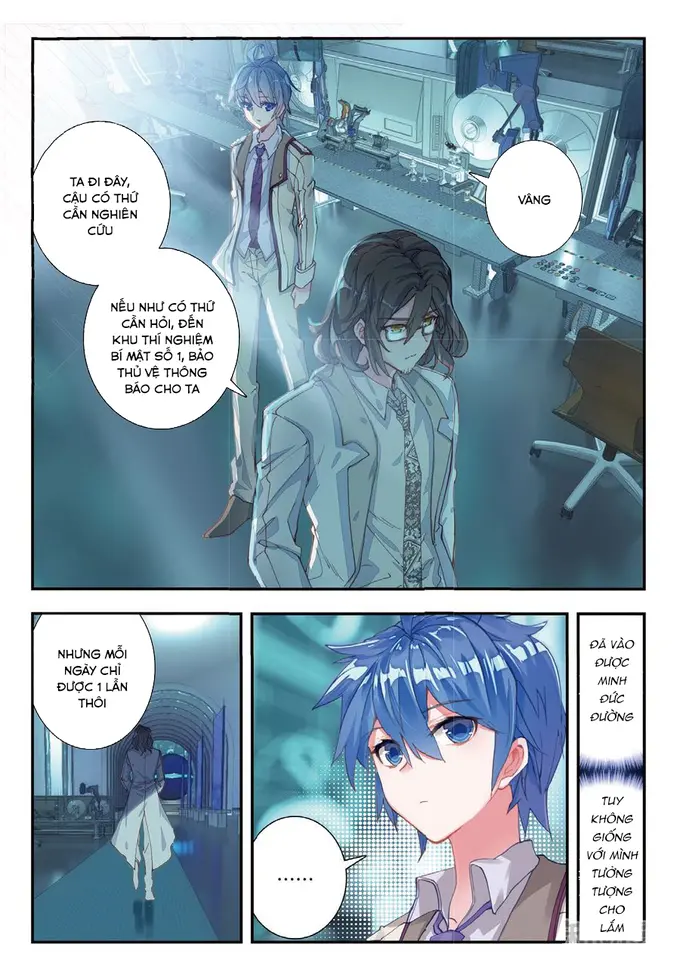 TA ĐI ĐÂY,
CẬU CÓ THỨ
CẦN NGHIÊN
CỨU
VÂNG
NẾU NHƯ CÓ THỨ
CẦN HỎI, ĐẾN
KHU THÍ NGHIỆM
BÍ MẬT SỐ 1, BẢO
THỦ VỆ THÔNG
BÁO CHO TA
NHƯNG MỖI
NGÀY CHỈ
ĐƯỢC 1 LẦN
THÔI
......
ĐÃ VÀO
ĐƯỢC
MINH
ĐỨC
ĐƯỜNG
TUY
KHÔNG
GIỐNG
VỚI MÌNH
TƯỞNG
TƯỢNG
CHO
LẮM